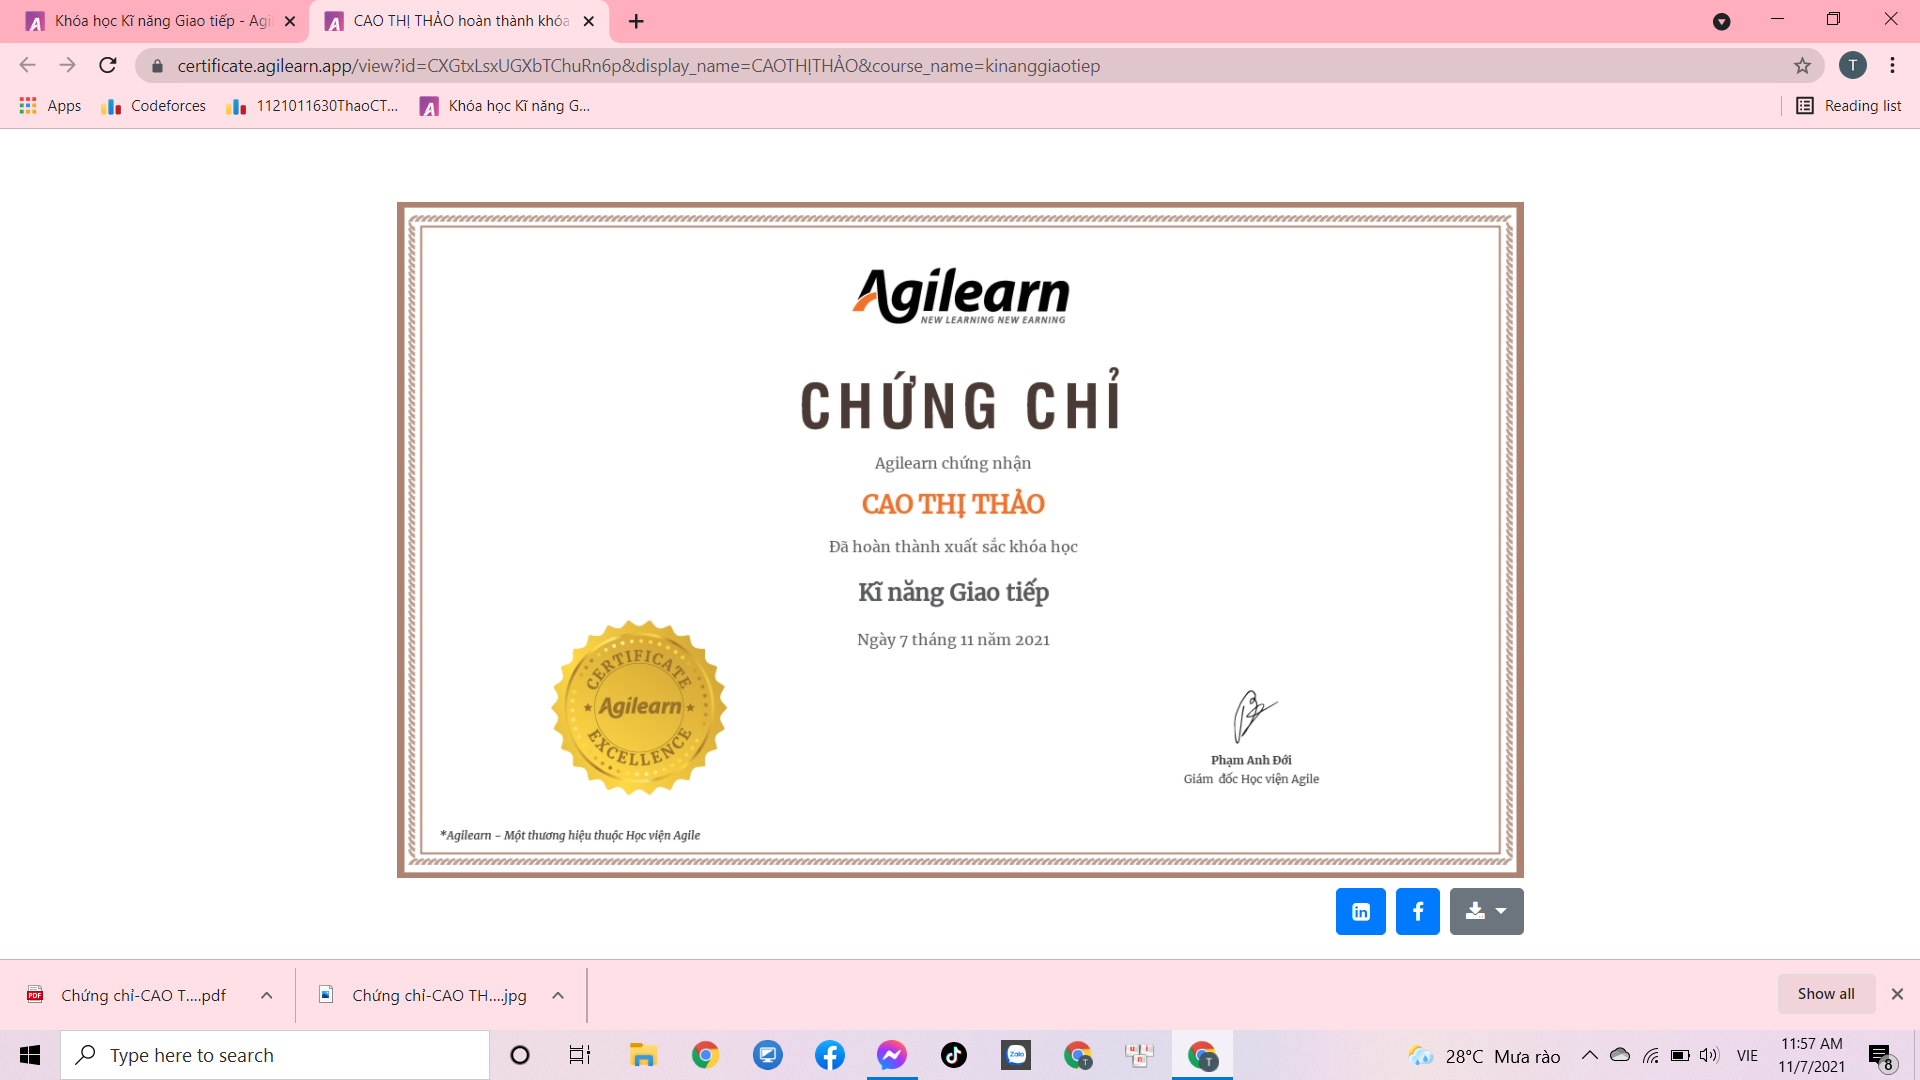 Khóa học Kĩ năng Giao tiếp - Agi
CAO THỊ THẢO hoàn thành khóa
certificate.agilearn.app/view?id=CXGtxLsxUGXbTChuRn6p&display_name=CAOTHỊTHẢO&course_name=kinanggiaotiep
T
Apps
Codeforces
1121011630ThaoCT...
Khóa học Kĩ năng G...
Reading list
Agilearn
NEW LEARNING NEW EARNING
CHỨNG CHỈ
Agilearn chứng nhận
CAO THỊ THẢO
Đã hoàn thành xuất sắc khóa học
Kĩ năng Giao tiếp
Ngày 7 tháng 11 năm 2021
CERTIFICATE
Agilearn
EXCELLENCE
Phạm Anh Đới
Giám đốc Học viện Agile
*Agilearn - Một thương hiệu thuộc Học viện Agile
Chứng chỉ-CAO T....pdf
Chứng chỉ-CAO TH....jpg
Show all
Type here to search
Zalo
28°C Mưa rào
VIE
11:57 AM
11/7/2021
8